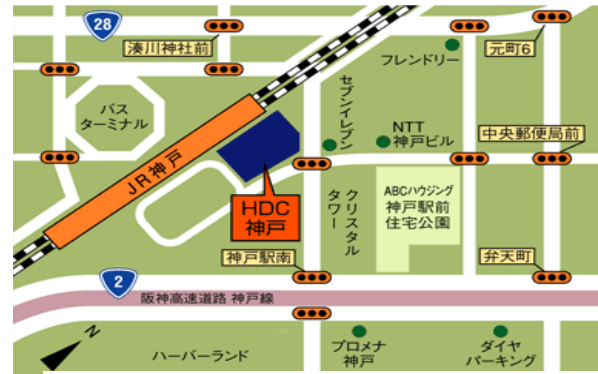 28
湊川神社前
元町6
フレンドリー
バス
ターミナル
セブンイレブン
NTT
神戸ビル
中央郵便局前
JR神戸
HDC
神戸
クリスタル
タワー
ABCハウジング
神戸駅前
住宅公園
神戸駅南
弁天町
2
阪神高速道路 神戸線
N
ハーバーランド
プロメナ
神戸
ダイヤ
パーキング